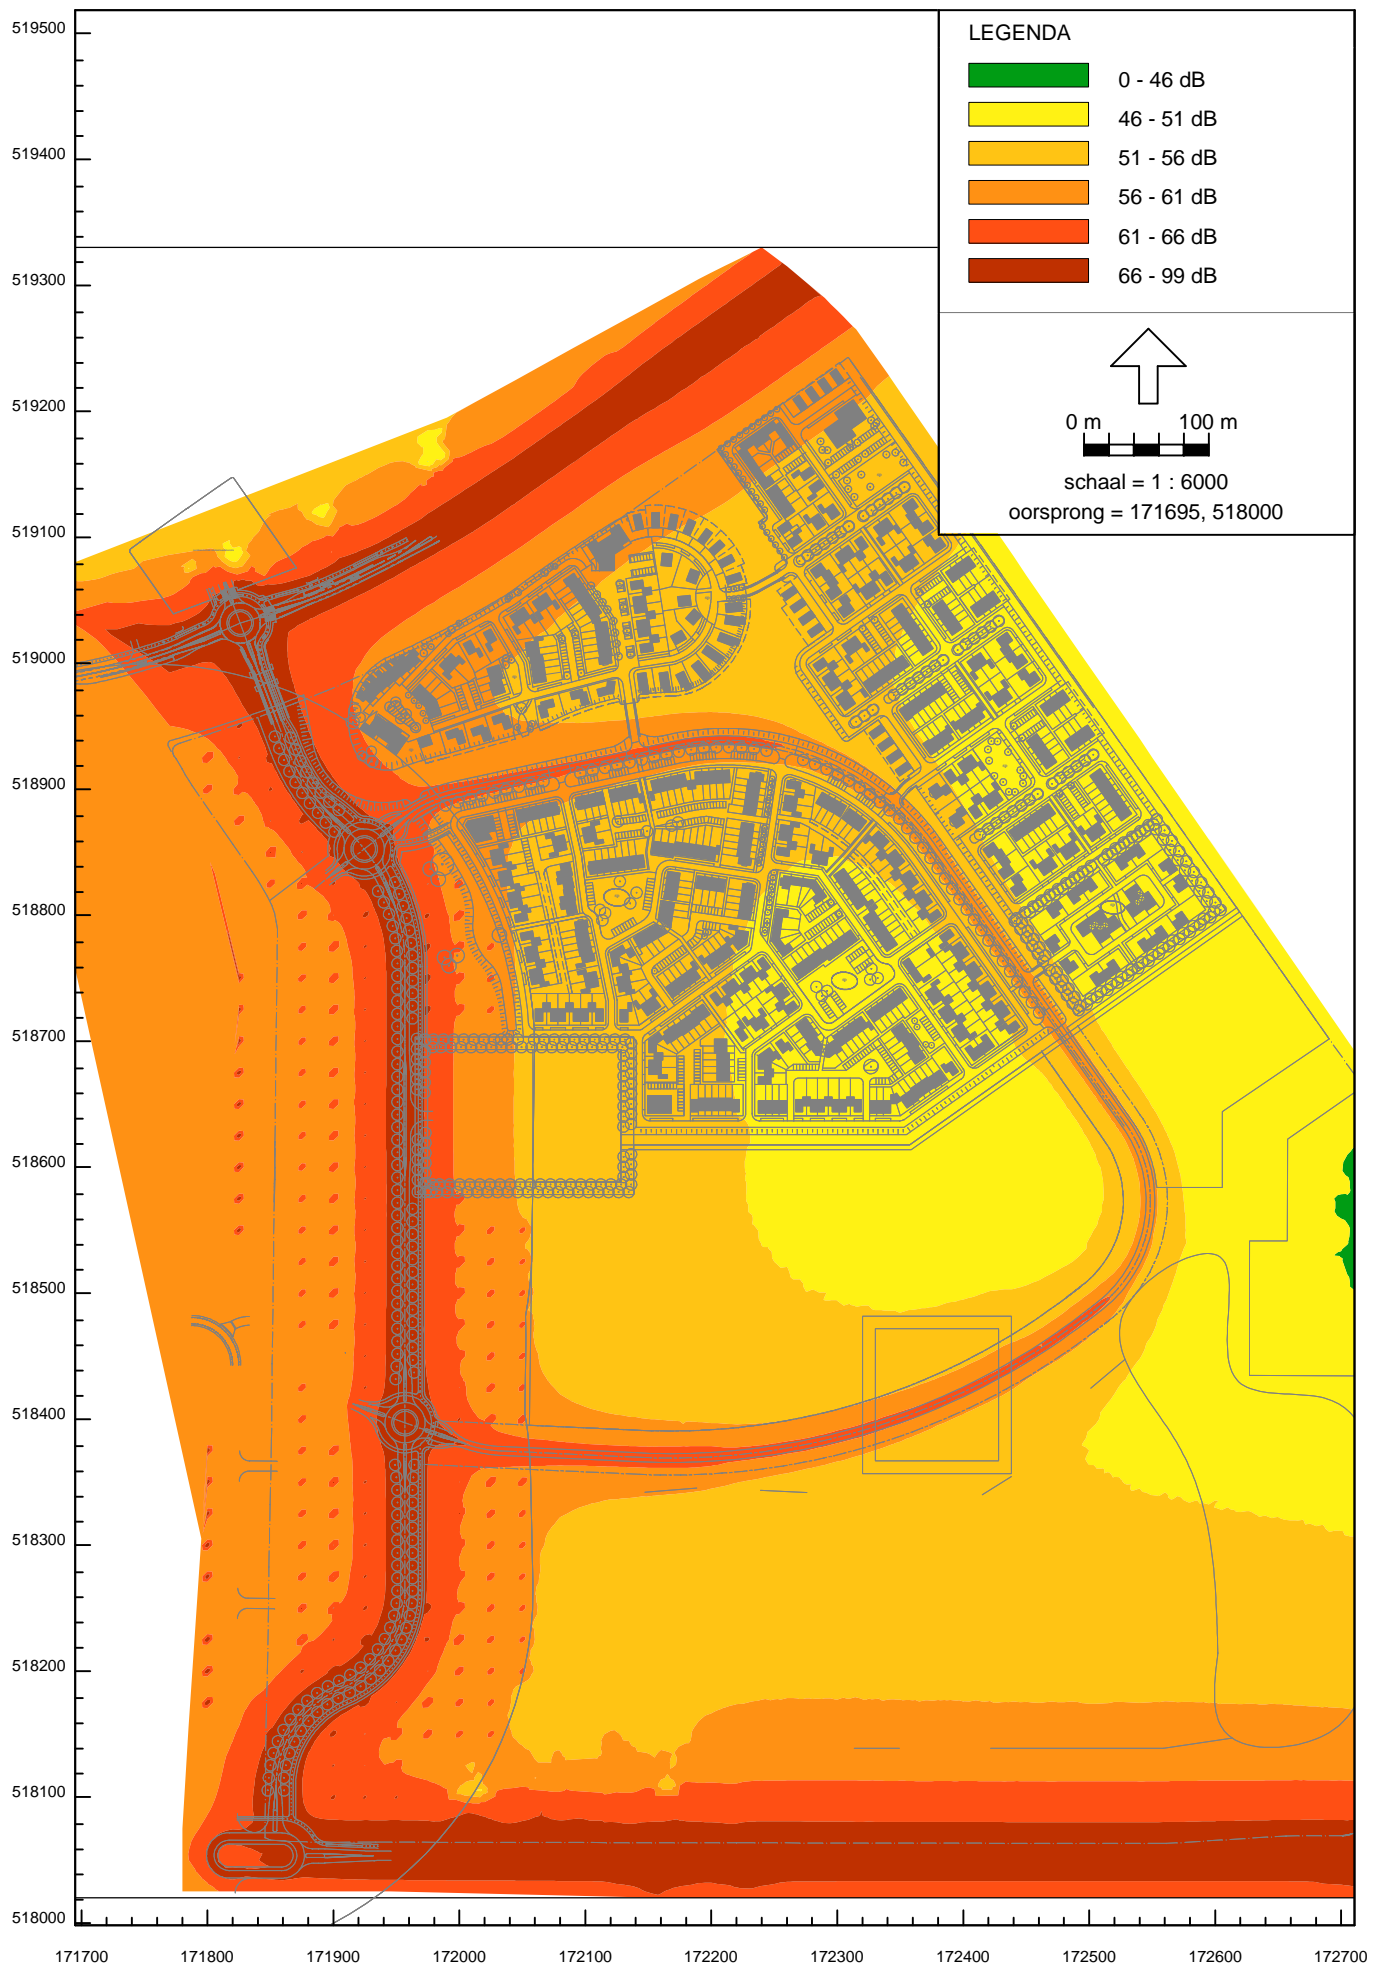 LEGENDA
0 - 46 dB
46 - 51 dB
51 - 56 dB
56 - 61 dB
61 - 66 dB
66 - 99 dB
0 m 100 m
schaal = 1 : 6000
oorsprong = 171695, 518000
519500
519400
519300
519200
519100
519000
518900
518800
518700
518600
518500
518400
518300
518200
518100
518000
171700 171800 171900 172000 172100 172200 172300 172400 172500 172600 172700